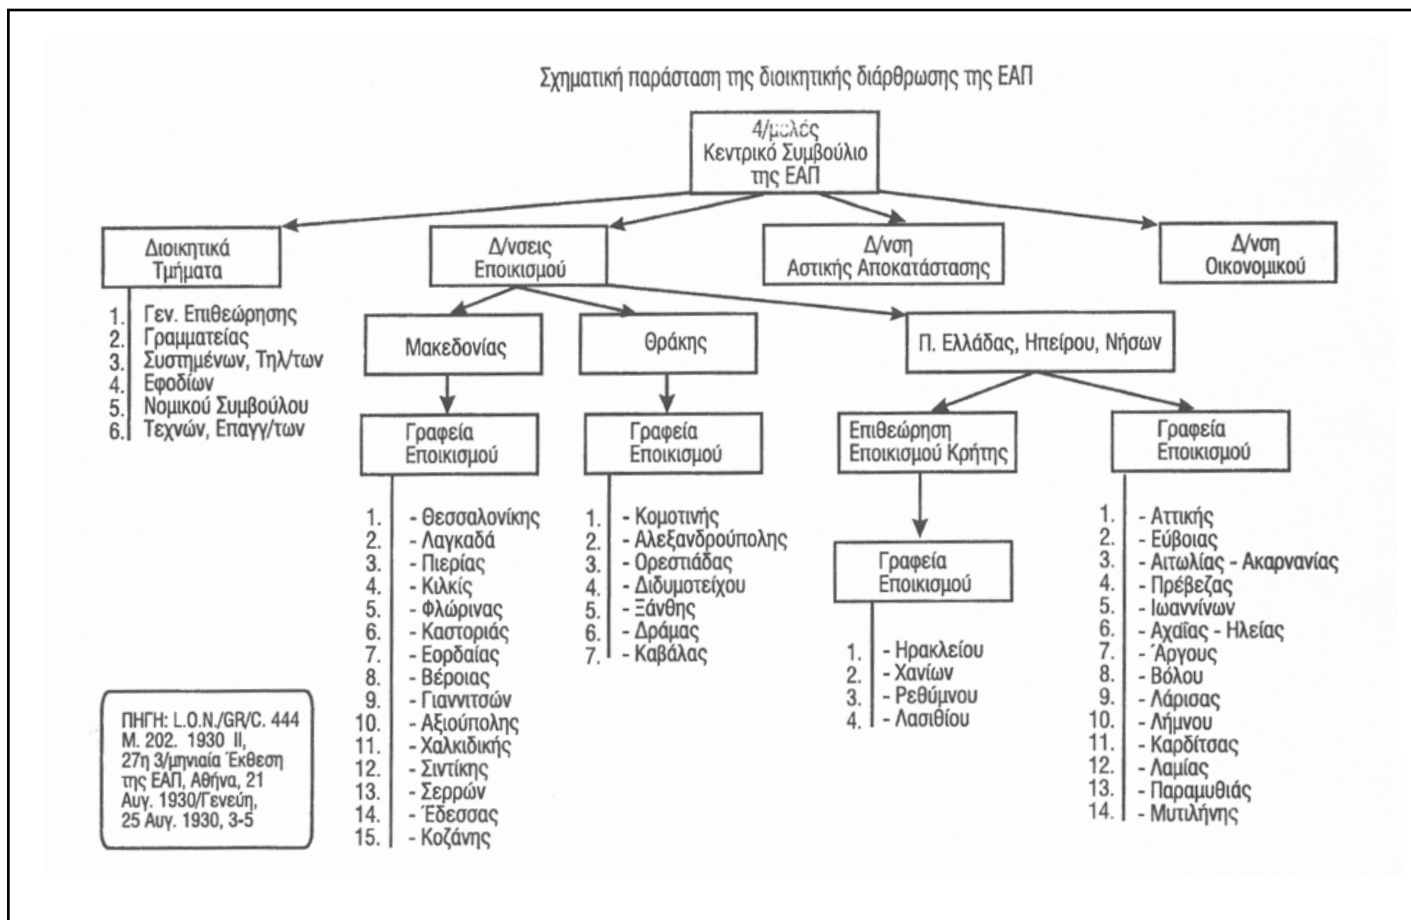 Σχηματική παράσταση της διοικητικής διάρθρωσης της ΕΑΠ
4/μελές
Κεντρικό Συμβούλιο
της ΕΑΠ
Διοικητικά
Τμήματα
1. Γεν. Επιθεώρησης
2. Γραμματείας
3. Συστημένων, Τηλ/των
4. Εφοδίων
5. Νομικού Συμβούλου
6. Τεχνών, Επαγγ/των
Δ/νσεις
Εποικισμού
Δ/νση
Αστικής Αποκατάστασης
Δ/νση
Οικονομικού
Μακεδονίας
Θράκης
Π. Ελλάδας, Ηπείρου, Νήσων
Γραφεία
Εποικισμού
1. - Θεσσαλονίκης
2. - Λαγκαδά
3. - Πιερίας
4. - Κιλκίς
5. - Φλώρινας
6. - Καστοριάς
7. - Εορδαίας
8. - Βέροιας
9. - Γιαννιτσών
10. - Αξιούπολης
11. - Χαλκιδικής
12. - Σιντίκης
13. - Σερρών
14. - Έδεσσας
15. - Κοζάνης
Γραφεία
Εποικισμού
1. - Κομοτινής
2. - Αλεξανδρούπολης
3. - Ορεστιάδας
4. - Διδυμοτείχου
5. - Ξάνθης
6. - Δράμας
7. - Καβάλας
Επιθεώρηση
Εποικισμού Κρήτης
Γραφεία
Εποικισμού
1. - Ηρακλείου
2. - Χανίων
3. - Ρεθύμνου
4. - Λασιθίου
Γραφεία
Εποικισμού
1. - Αττικής
2. - Εύβοιας
3. - Αιτωλίας - Ακαρνανίας
4. - Πρέβεζας
5. - Ιωαννίνων
6. - Αχαΐας - Ηλείας
7. - Άργους
8. - Βόλου
9. - Λάρισας
10. - Λήμνου
11. - Καρδίτσας
12. - Λαμίας
13. - Παραμυθιάς
14. - Μυτιλήνης
ΠΗΓΗ: L.O.N./GR/C. 444
M. 202. 1930 II,
27η 3/μηνιαία Έκθεση
της ΕΑΠ, Αθήνα, 21
Αυγ. 1930/Γενεύη,
25 Αυγ. 1930, 3-5